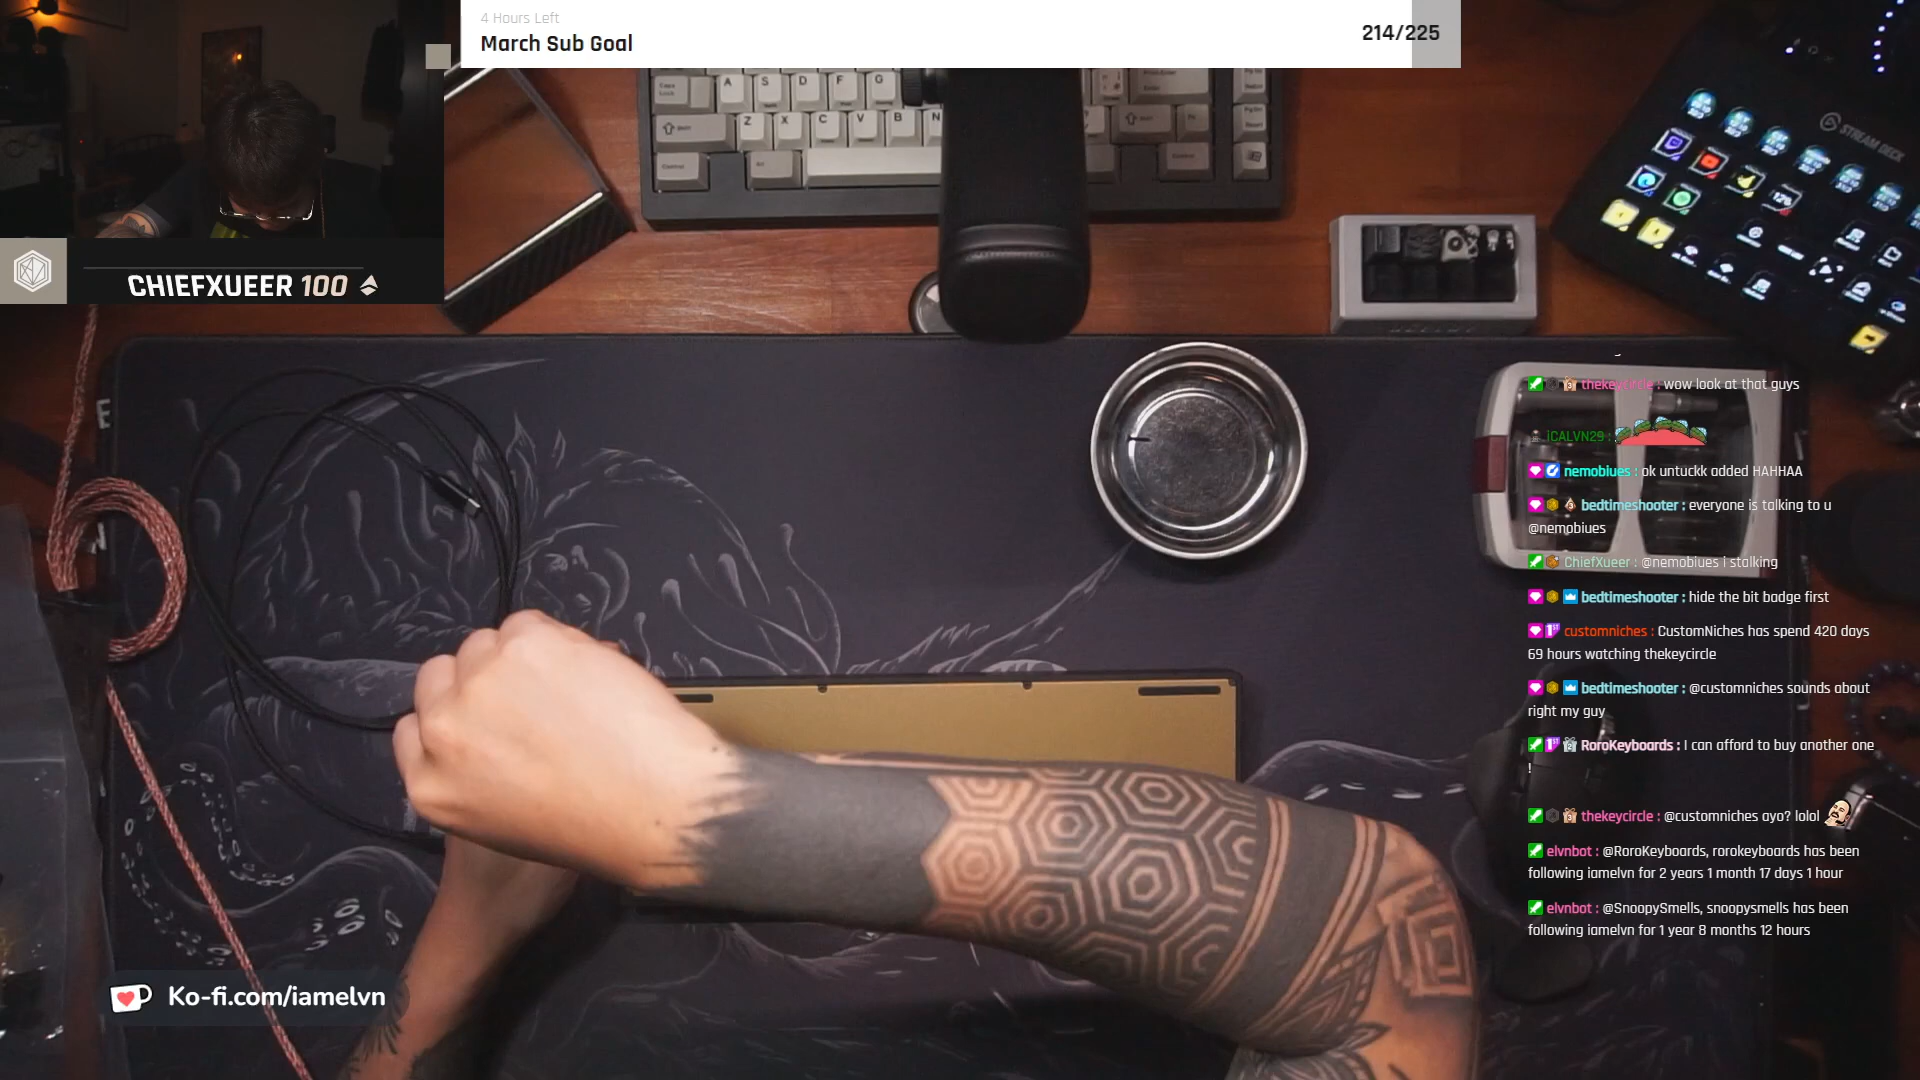 4 Hours Left
March Sub Goal
214/225
A S D F G
Z X C V B N
STREAM DECK
CHIEFXUEER 100
thekeycircle : wow look at that guys
iCALVN29 :
nemobiues : ok untuckk added HAHHAA
bedtimeshooter : everyone is talking to u
@nemobiues
ChiefXueer : @nemobiues i stalking
bedtimeshooter : hide the bit badge first
customniches : CustomNiches has spend 420 days
69 hours watching thekeycircle
bedtimeshooter : @customniches sounds about
right my guy
RoroKeyboards : I can afford to buy another one
!
thekeycircle : @customniches ayo? lolol
elvnbot : @RoroKeyboards, rorokeyboards has been
following iamelvn for 2 years 1 month 17 days 1 hour
elvnbot : @SnoopySmells, snoopysmells has been
following iamelvn for 1 year 8 months 12 hours
Ko-fi.com/iamelvn